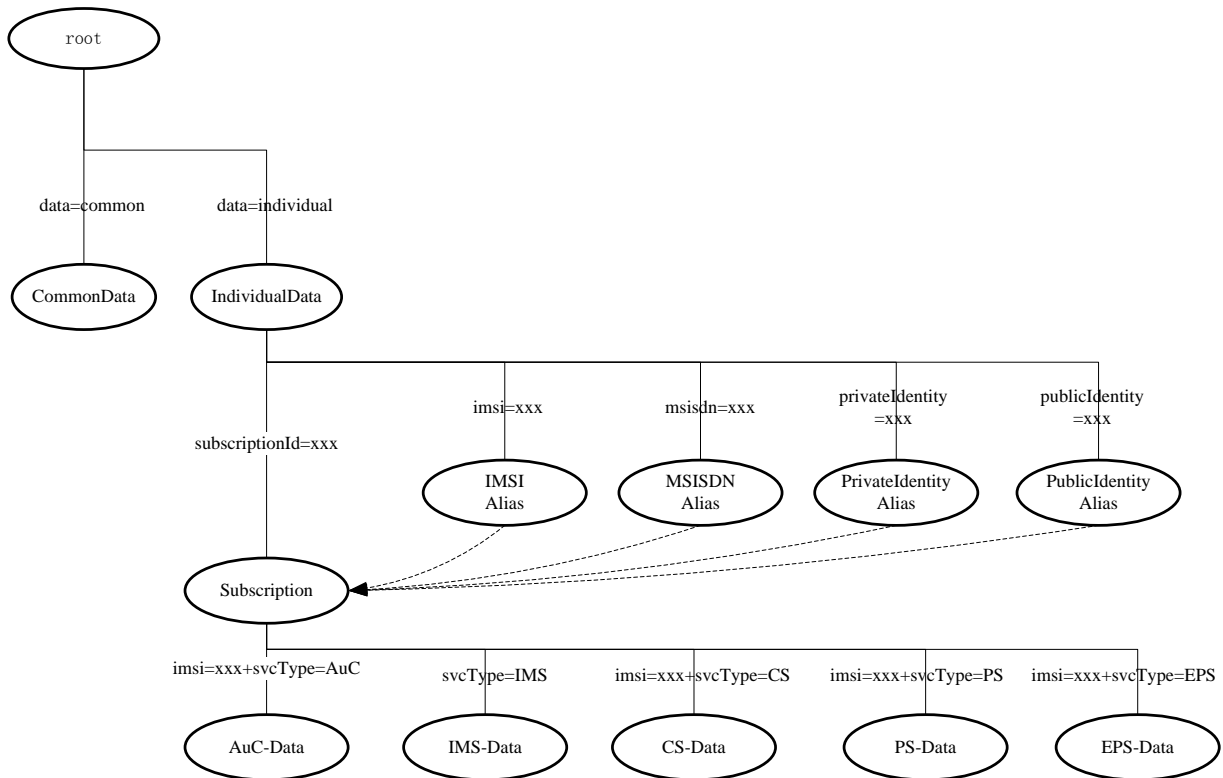 root
data=common
data=individual
CommonData
IndividualData
imsi=xxx
msisdn=xxx
privateIdentity
=xxx
publicIdentity
=xxx
subscriptionId=xxx
IMSI
Alias
MSISDN
Alias
PrivateIdentity
Alias
PublicIdentity
Alias
Subscription
imsi=xxx+svcType=AuC
svcType=IMS
imsi=xxx+svcType=CS
imsi=xxx+svcType=PS
imsi=xxx+svcType=EPS
AuC-Data
IMS-Data
CS-Data
PS-Data
EPS-Data